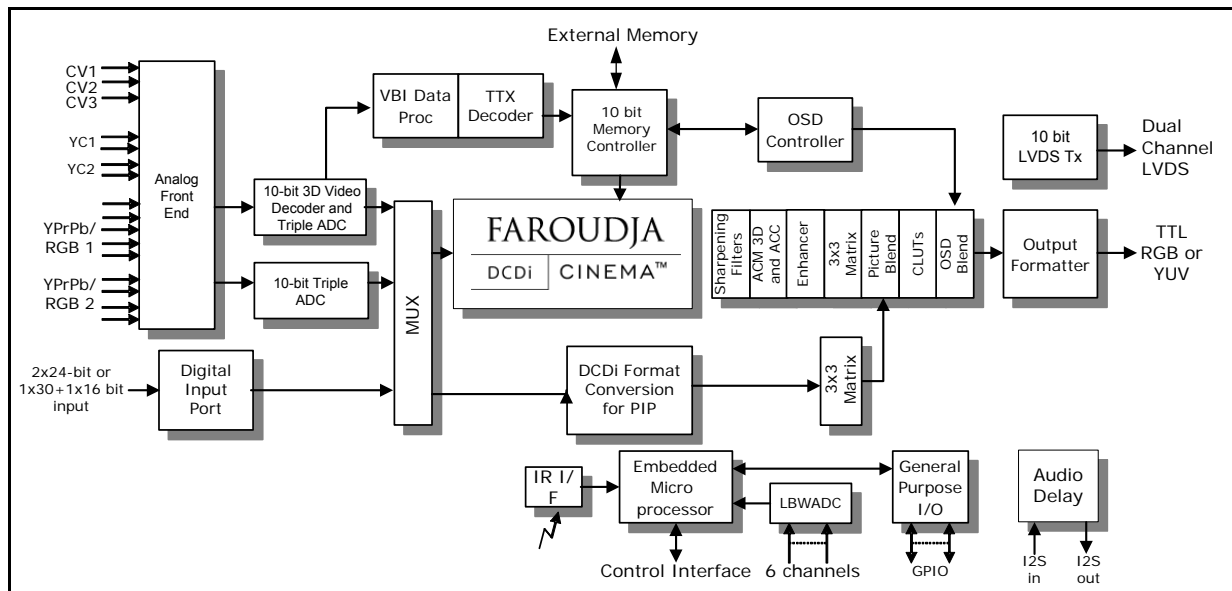 External Memory
CV1
CV2
CV3
YC1
YC2
YPrPb/
RGB 1
YPrPb/
RGB 2
Analog
Front
End
VBI Data
Proc
TTX
Decoder
10 bit
Memory
Controller
OSD
Controller
10 bit
LVDS Tx
Dual
Channel
LVDS
10-bit 3D Video
Decoder and
Triple ADC
10-bit Triple
ADC
MUX
FAROUDJA
DCDi CINEMA™
Sharpening
Filters
ACM 3D
and ACC
Enhancer
3x3
Matrix
Picture
Blend
CLUTs
OSD
Blend
Output
Formatter
TTL
RGB or
YUV
2x24-bit or
1x30+1x16 bit
input
Digital
Input
Port
DCDi Format
Conversion
for PIP
3x3
Matrix
IR I/
F
Embedded
Micro
processor
LBWADC
General
Purpose
I/O
Audio
Delay
Control Interface
6 channels
GPIO
I2S
in
I2S
out